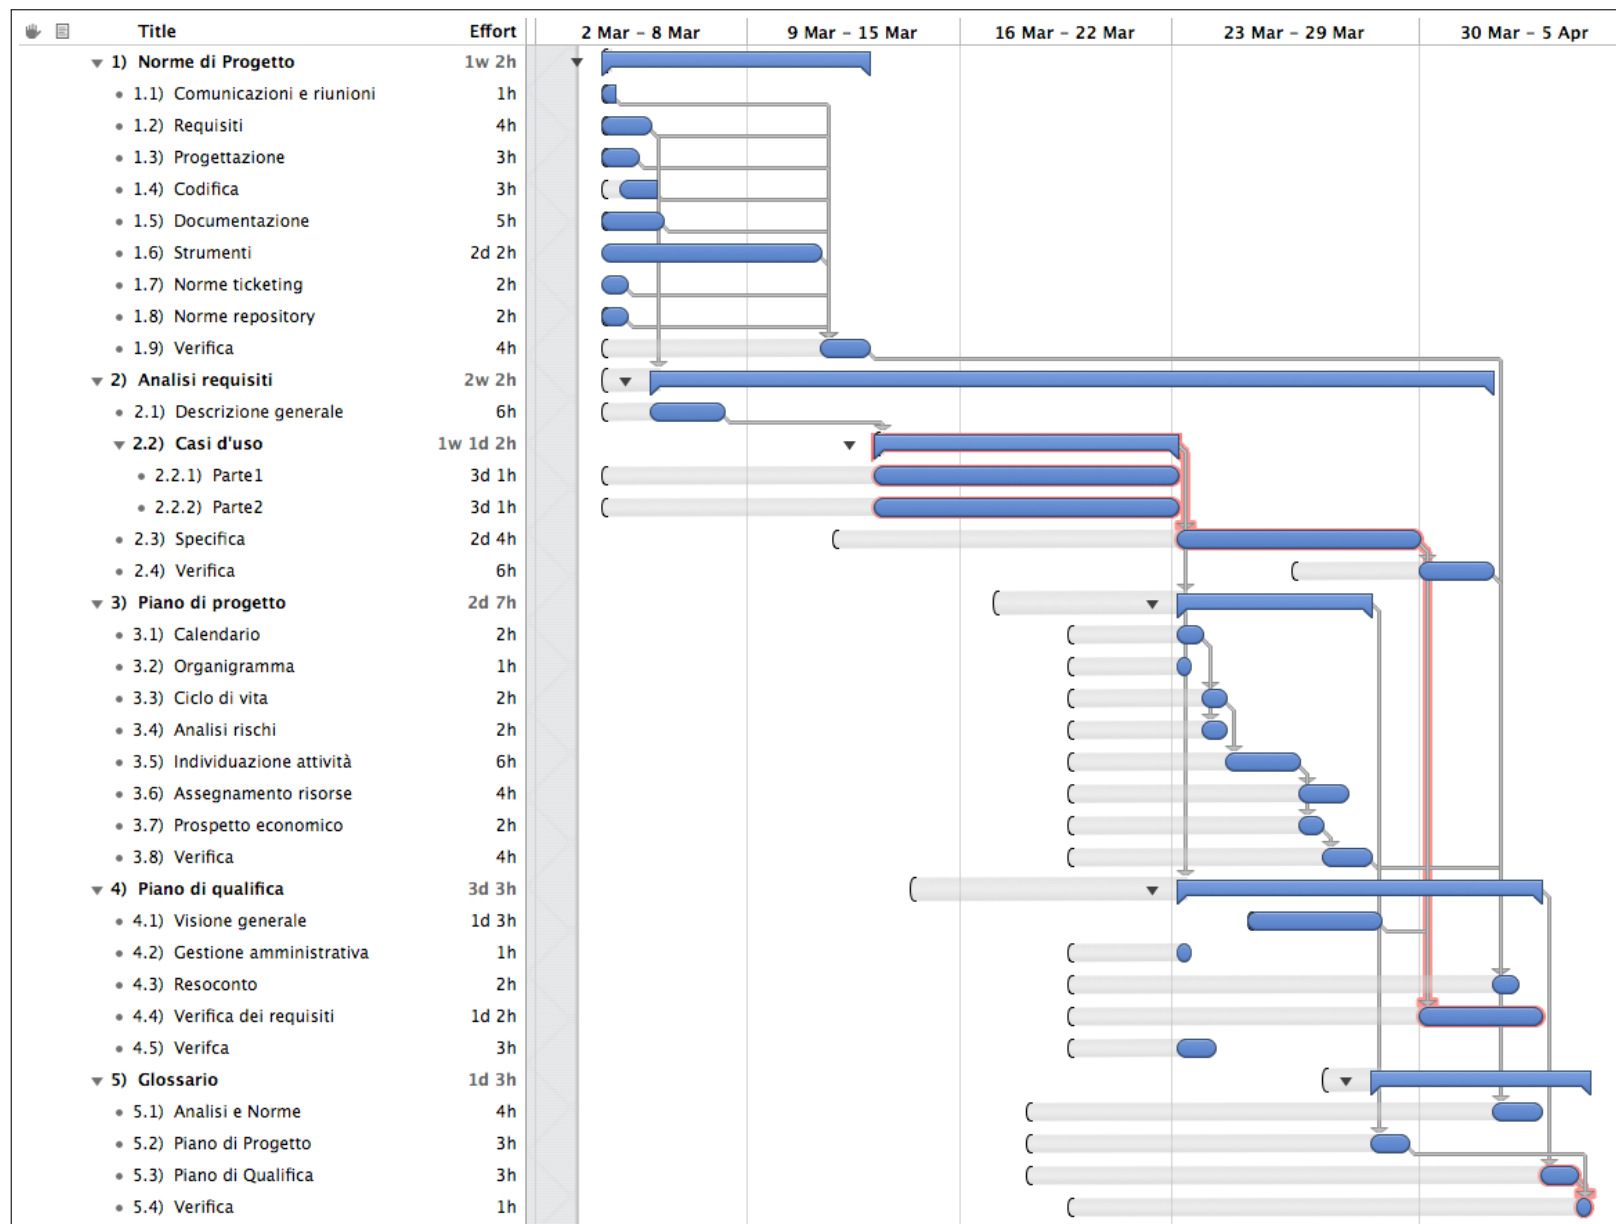 Title Effort 2 Mar – 8 Mar 9 Mar – 15 Mar 16 Mar – 22 Mar 23 Mar – 29 Mar 30 Mar – 5 Apr
1) Norme di Progetto 1w 2h
1.1) Comunicazioni e riunioni 1h
1.2) Requisiti 4h
1.3) Progettazione 3h
1.4) Codifica 3h
1.5) Documentazione 5h
1.6) Strumenti 2d 2h
1.7) Norme ticketing 2h
1.8) Norme repository 2h
1.9) Verifica 4h
2) Analisi requisiti 2w 2h
2.1) Descrizione generale 6h
2.2) Casi d'uso 1w 1d 2h
2.2.1) Parte1 3d 1h
2.2.2) Parte2 3d 1h
2.3) Specifica 2d 4h
2.4) Verifica 6h
3) Piano di progetto 2d 7h
3.1) Calendario 2h
3.2) Organigramma 1h
3.3) Ciclo di vita 2h
3.4) Analisi rischi 2h
3.5) Individuazione attività 6h
3.6) Assegnamento risorse 4h
3.7) Prospetto economico 2h
3.8) Verifica 4h
4) Piano di qualifica 3d 3h
4.1) Visione generale 1d 3h
4.2) Gestione amministrativa 1h
4.3) Resoconto 2h
4.4) Verifica dei requisiti 1d 2h
4.5) Verifca 3h
5) Glossario 1d 3h
5.1) Analisi e Norme 4h
5.2) Piano di Progetto 3h
5.3) Piano di Qualifica 3h
5.4) Verifica 1h